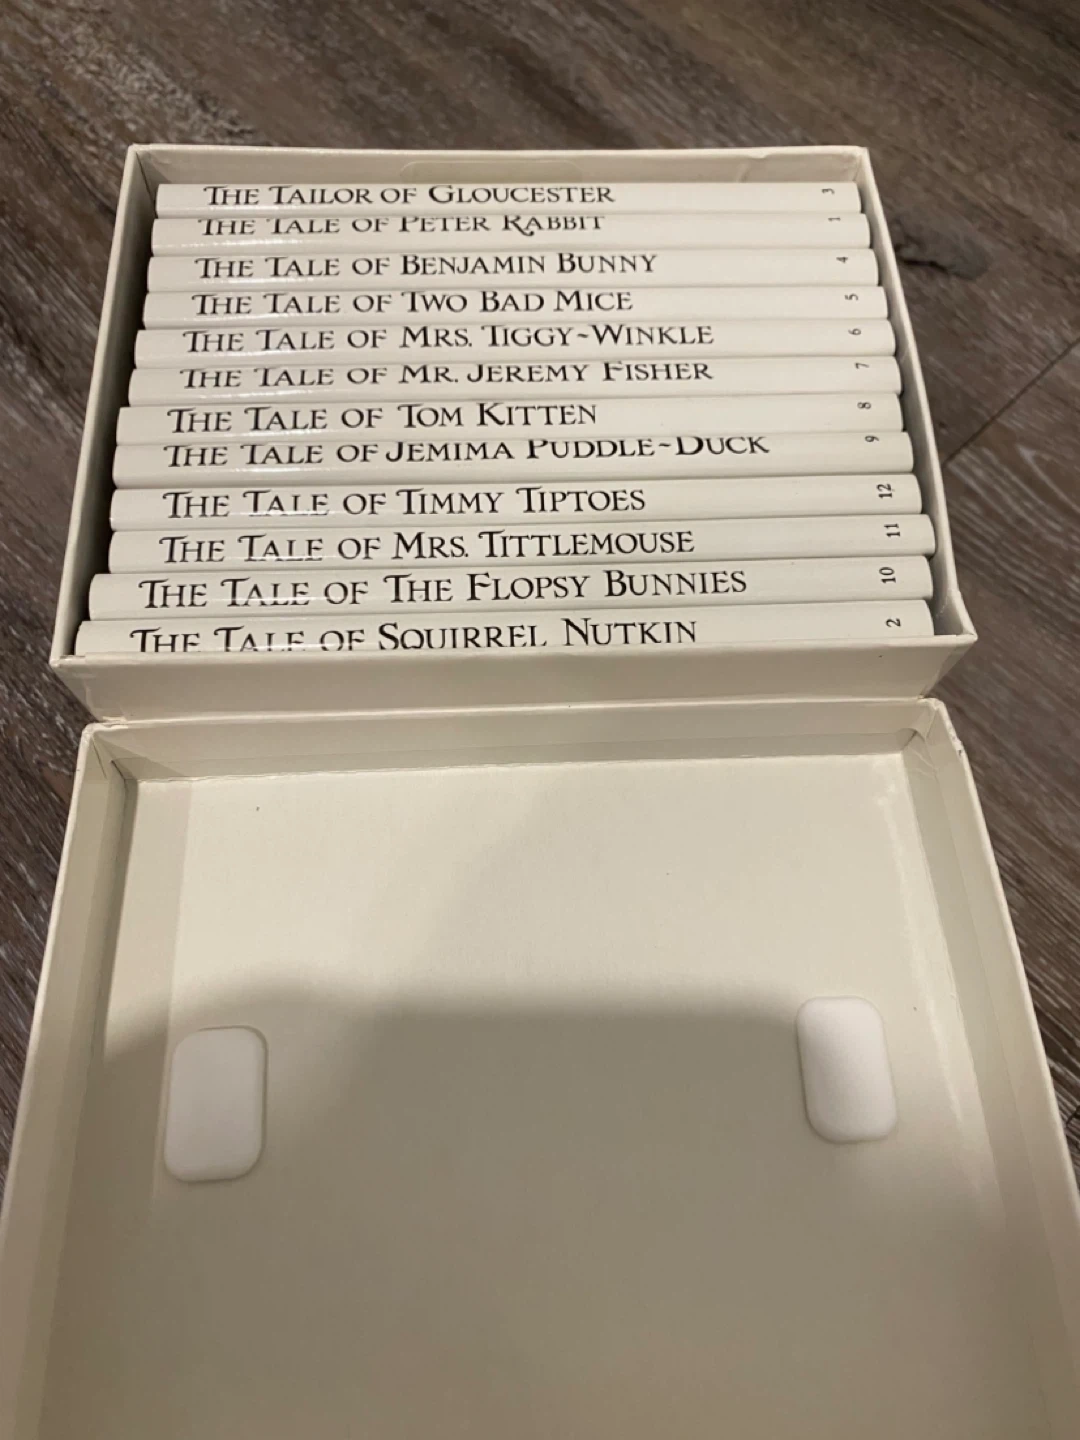 THE TAILOR OF GLOUCESTER 3
THE TALE OF PETER RABBIT 1
THE TALE OF BENJAMIN BUNNY 4
THE TALE OF TWO BAD MICE 5
THE TALE OF MRS. TIGGY~WINKLE 6
THE TALE OF MR. JEREMY FISHER 7
THE TALE OF TOM KITTEN 8
THE TALE OF JEMIMA PUDDLE~DUCK 9
THE TALE OF TIMMY TIPTOES 12
THE TALE OF MRS. TITTLEMOUSE 11
THE TALE OF THE FLOPSY BUNNIES 10
THE TALE OF SQUIRREL NUTKIN 2